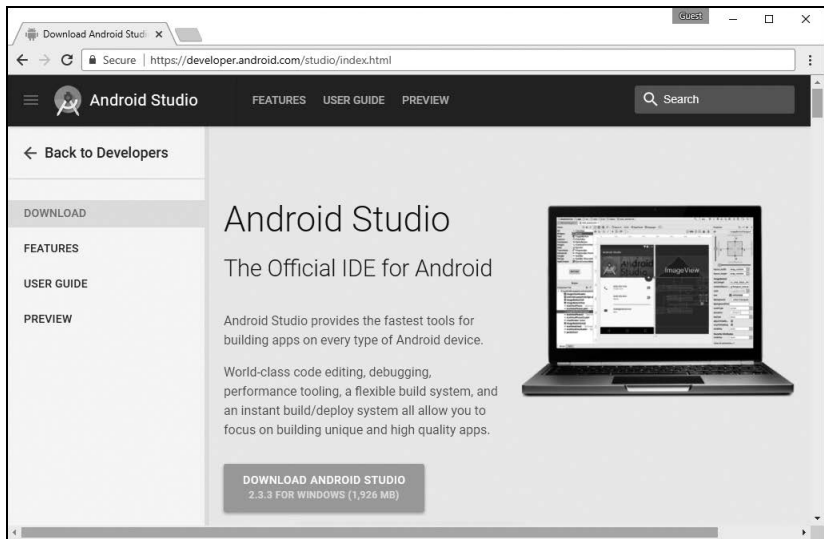 Guest
Download Android Studi
Secure | https://developer.android.com/studio/index.html
Android Studio
FEATURES USER GUIDE PREVIEW
Search
Back to Developers
DOWNLOAD
FEATURES
USER GUIDE
PREVIEW
Android Studio
The Official IDE for Android
Android Studio provides the fastest tools for
building apps on every type of Android device.
World-class code editing, debugging,
performance tooling, a flexible build system, and
an instant build/deploy system all allow you to
focus on building unique and high quality apps.
DOWNLOAD ANDROID STUDIO
2.3.3 FOR WINDOWS (1,926 MB)
ImageView